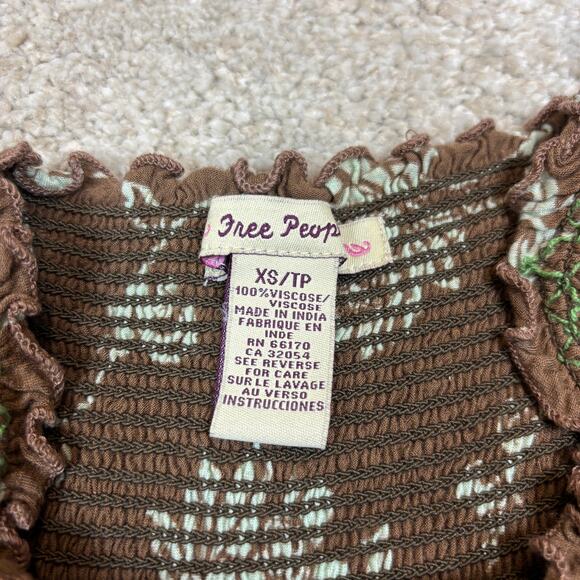 Free Peop
XS/TP
100%VISCOSE/
VISCOSE
MADE IN INDIA
FABRIQUE EN
INDE
RN 66170
CA 32054
SEE REVERSE
FOR CARE
SUR LE LAVAGE
AU VERSO
INSTRUCCIONES